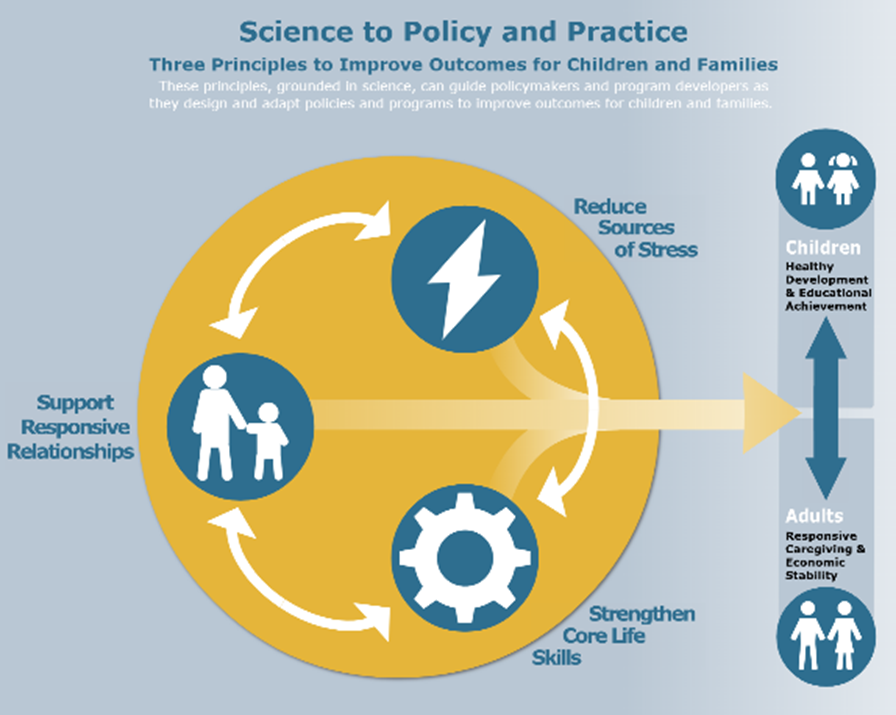 Science to Policy and Practice
Three Principles to Improve Outcomes for Children and Families
These principles, grounded in science, can guide policymakers and program developers as
they design and adapt policies and programs to improve outcomes for children and families.
Reduce
Sources
of Stress
Support
Responsive
Relationships
Strengthen
Core Life
Skills
Children
Healthy
Development
& Educational
Achievement
Adults
Responsive
Caregiving &
Economic
Stability